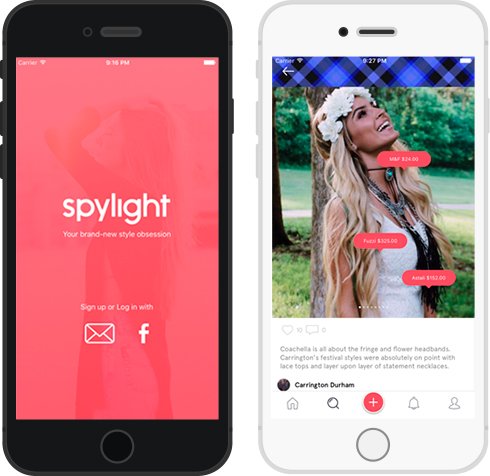 Carrier 9:16 PM
spylight
Your brand-new style obsession
Sign up or Log in with
f
Carrier 9:27 PM
M&F $24.00
Ruzzi $325.00
Astali $152.00
10 0
Coachella is all about the fringe and flower headbands.
Carrington's festival styles were absolutely on point with
lace tops and layer upon layer of statement necklaces.
Carrington Durham